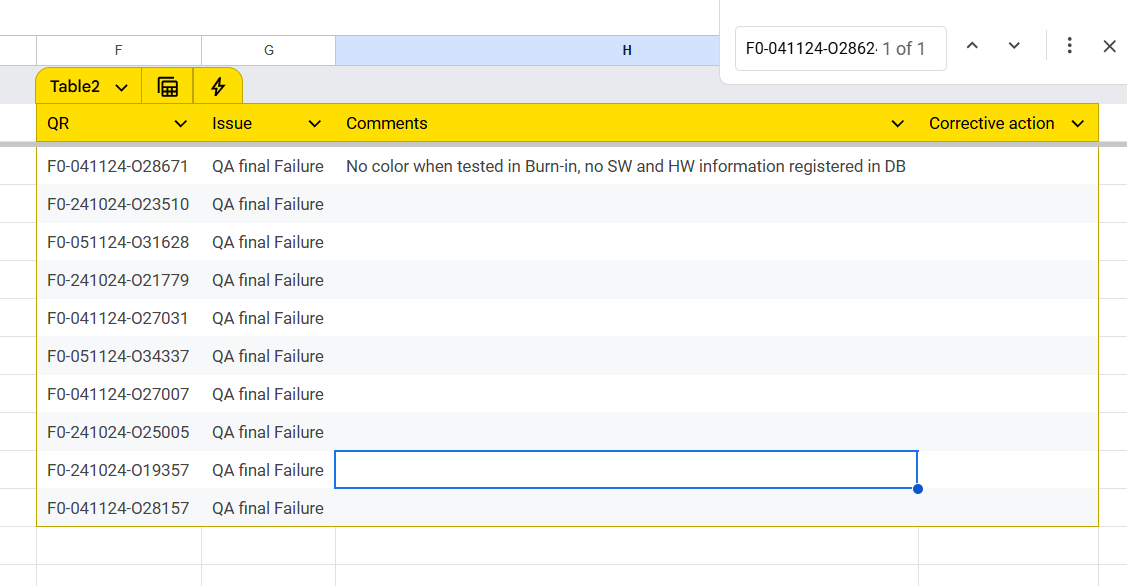 F0-041124-O2862 1 of 1
F G H
Table2
QR Issue Comments Corrective action
F0-041124-O28671 QA final Failure No color when tested in Burn-in, no SW and HW information registered in DB
F0-241024-O23510 QA final Failure
F0-051124-O31628 QA final Failure
F0-241024-O21779 QA final Failure
F0-041124-O27031 QA final Failure
F0-051124-O34337 QA final Failure
F0-041124-O27007 QA final Failure
F0-241024-O25005 QA final Failure
F0-241024-O19357 QA final Failure
F0-041124-O28157 QA final Failure